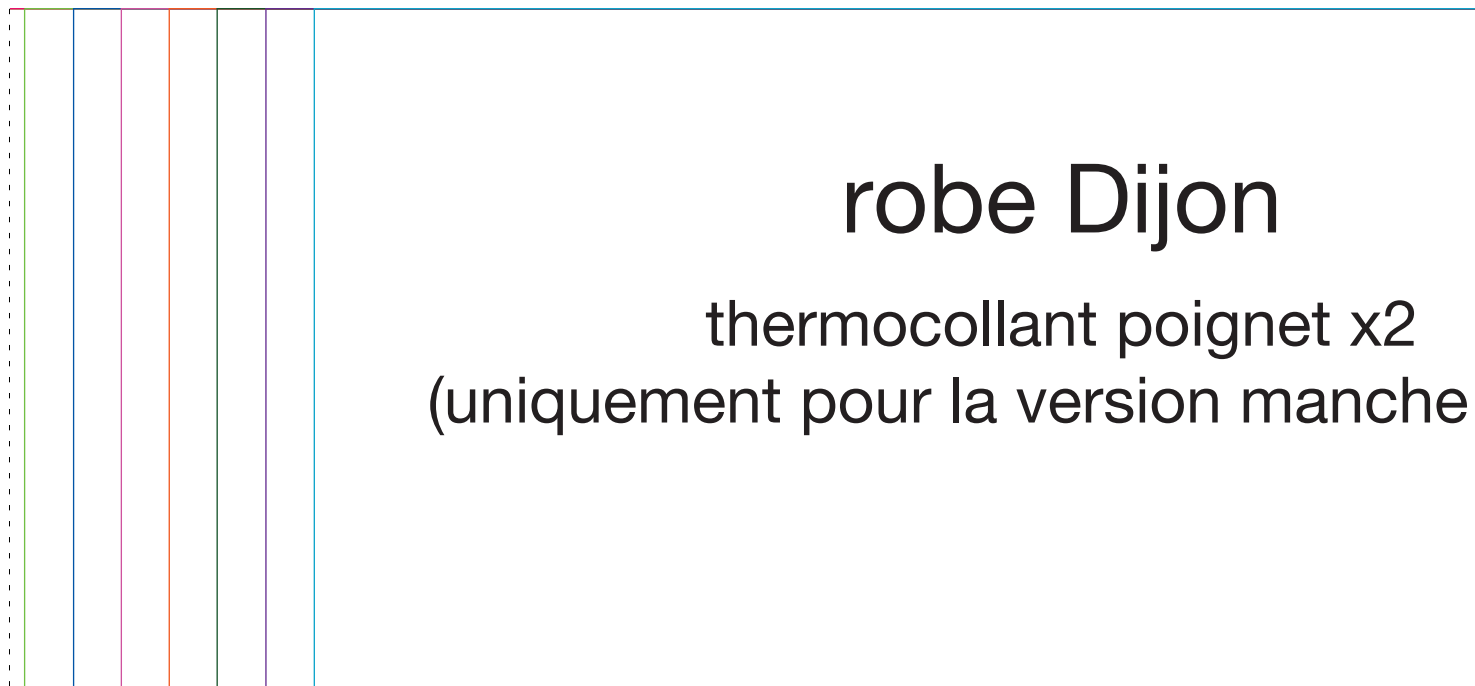 robe Dijon
thermocollant poignet x2
(uniquement pour la version manche